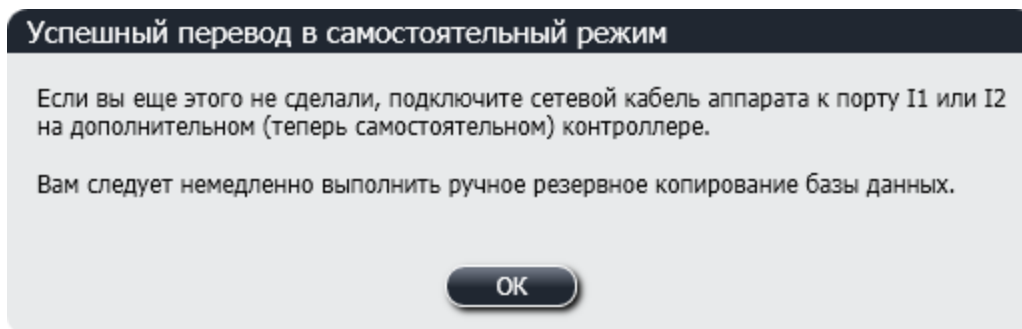 Успешный перевод в самостоятельный режим
Если вы еще этого не сделали, подключите сетевой кабель аппарата к порту I1 или I2
на дополнительном (теперь самостоятельном) контроллере.
Вам следует немедленно выполнить ручное резервное копирование базы данных.
ОК